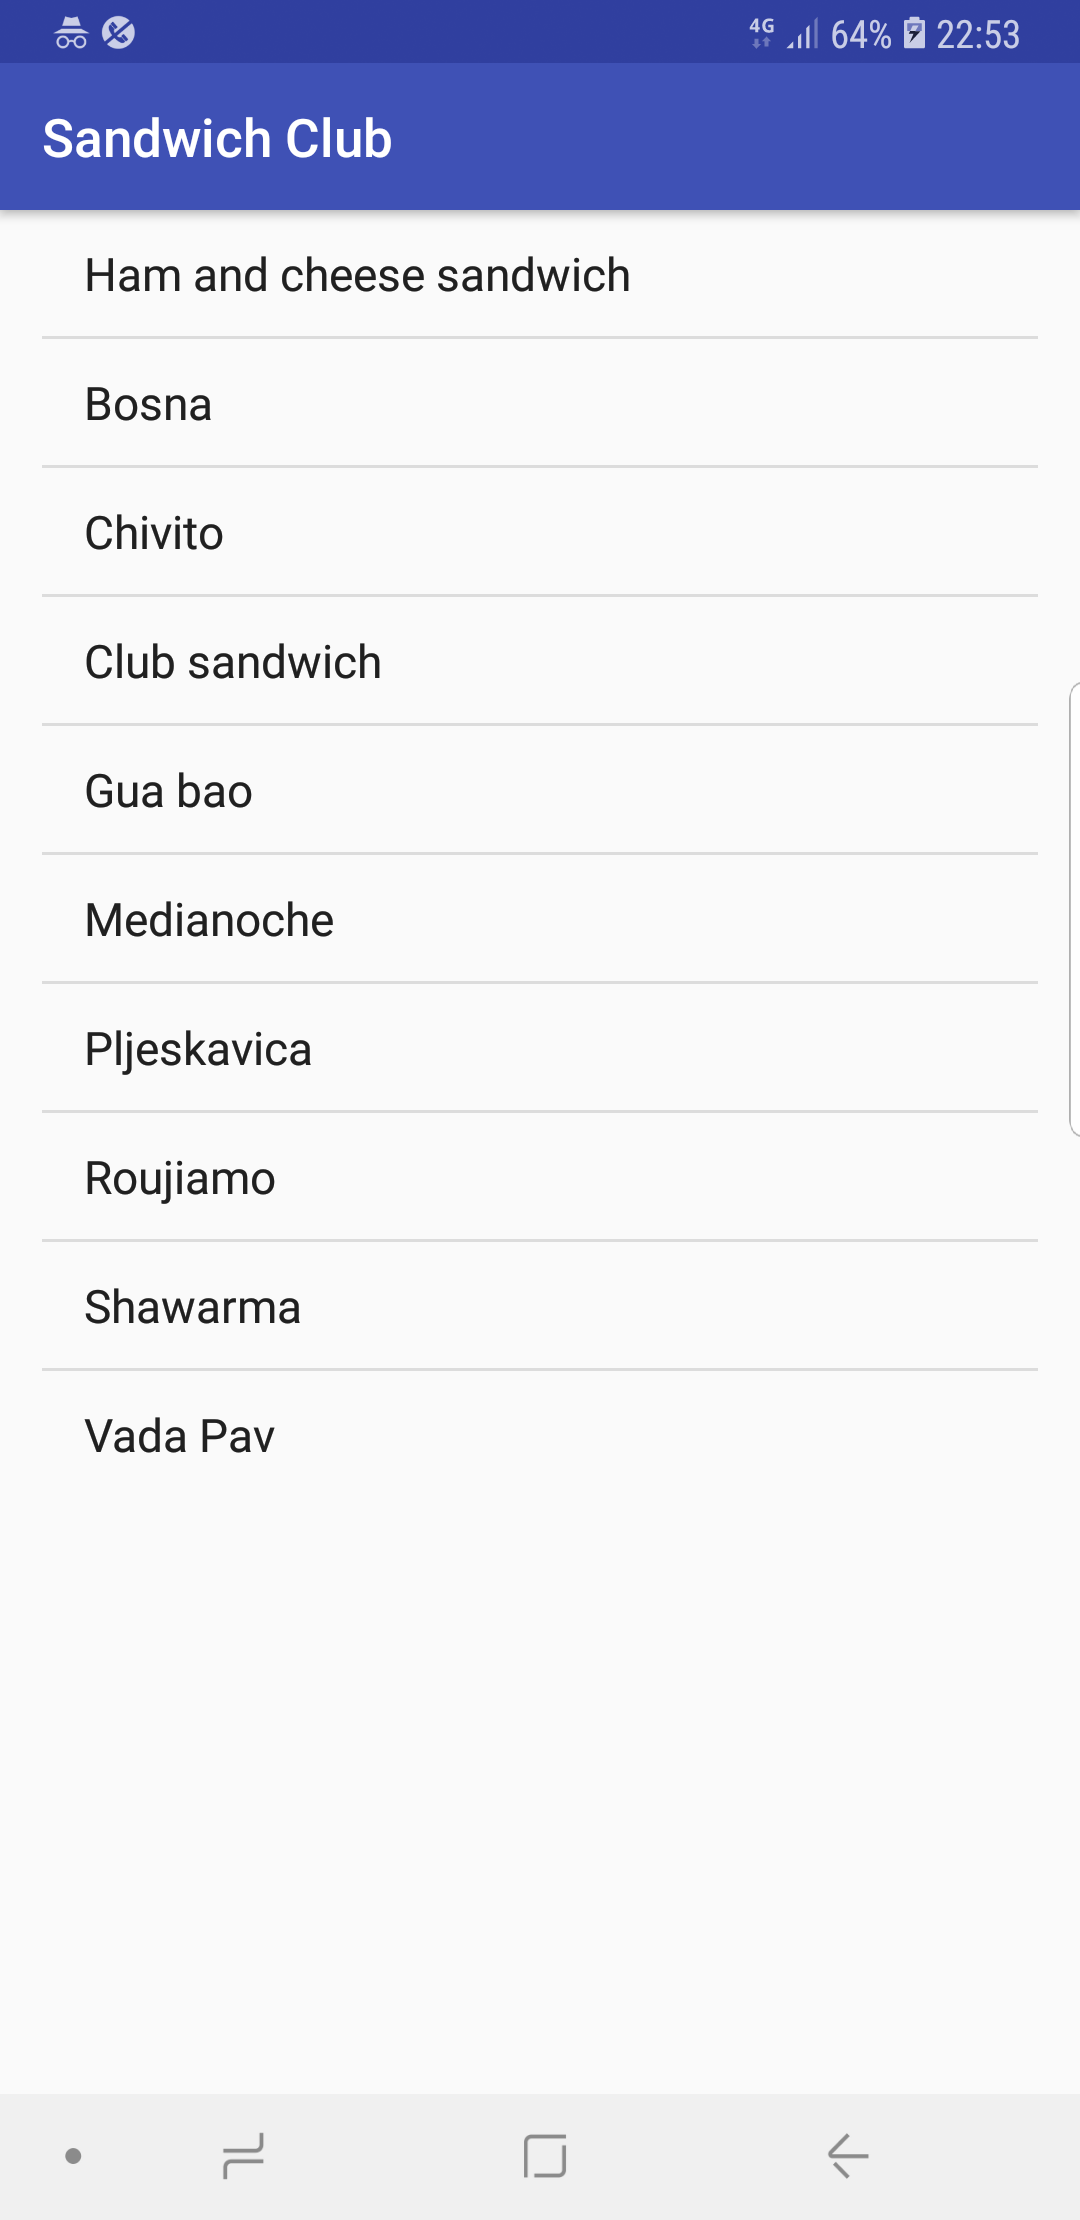 4G 64% 22:53
Sandwich Club
Ham and cheese sandwich
Bosna
Chivito
Club sandwich
Gua bao
Medianoche
Pljeskavica
Roujiamo
Shawarma
Vada Pav